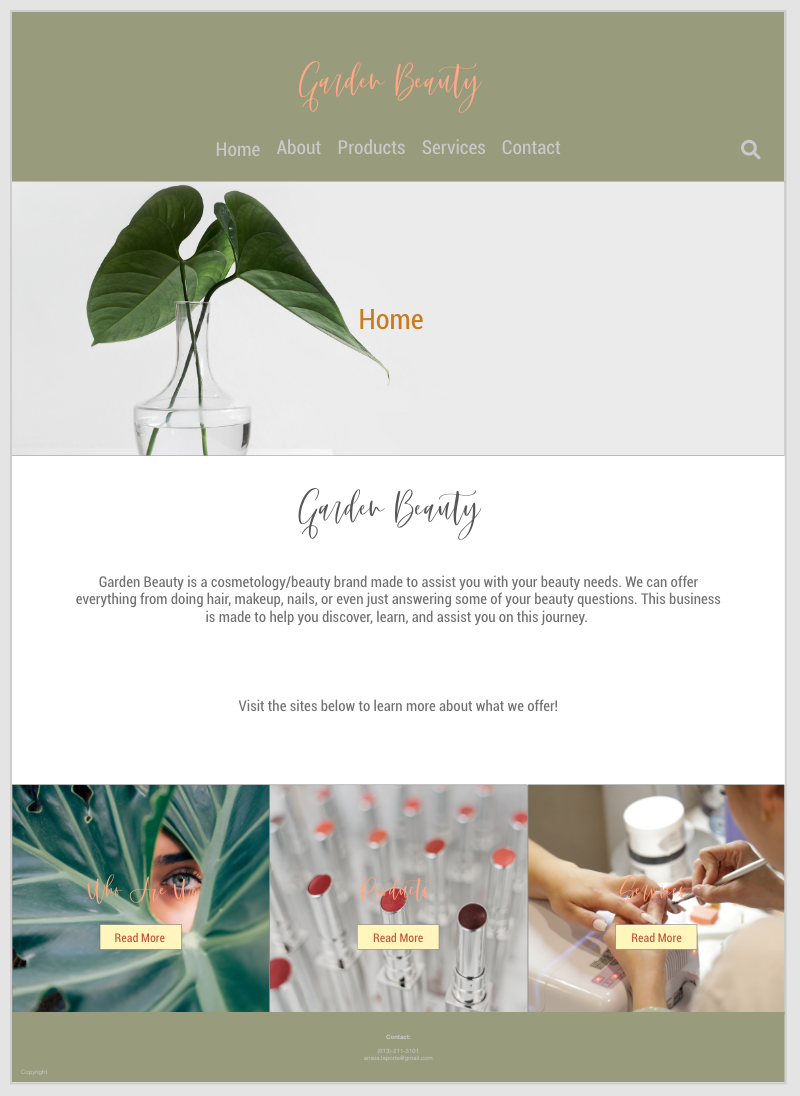 Garden Beauty
Home About Products Services Contact
Home
Garden Beauty
Garden Beauty is a cosmetology/beauty brand made to assist you with your beauty needs. We can offer
everything from doing hair, makeup, nails, or even just answering some of your beauty questions. This business
is made to help you discover, learn, and assist you on this journey.
Visit the sites below to learn more about what we offer!
Who Are We
Products
Services
Read More
Read More
Read More
Contact:
Copyright